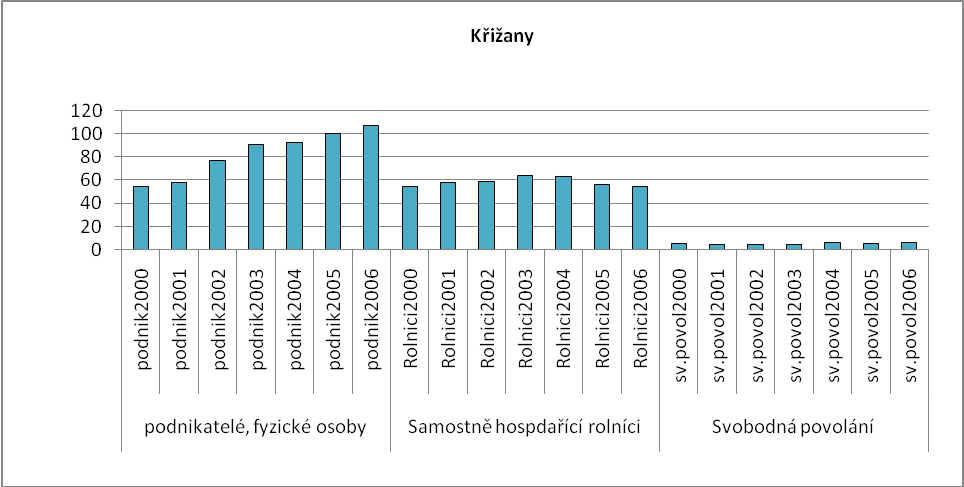 Křižany
120
100
80
60
40
20
0
podnik2000
podnik2001
podnik2002
podnik2003
podnik2004
podnik2005
podnik2006
Rolnici2000
Rolnici2001
Rolnici2002
Rolnici2003
Rolnici2004
Rolnici2005
Rolnici2006
sv.povol2000
sv.povol2001
sv.povol2002
sv.povol2003
sv.povol2004
sv.povol2005
sv.povol2006
podnikatelé, fyzické osoby
Samostně hospdařící rolníci
Svobodná povolání